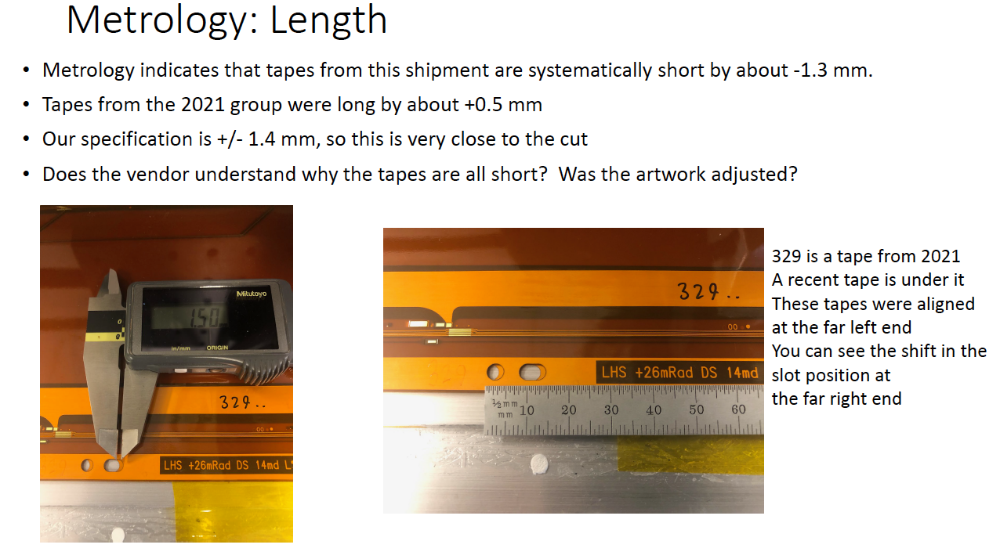 Metrology: Length
• Metrology indicates that tapes from this shipment are systematically short by about -1.3 mm.
• Tapes from the 2021 group were long by about +0.5 mm
• Our specification is +/- 1.4 mm, so this is very close to the cut
• Does the vendor understand why the tapes are all short?  Was the artwork adjusted?
Mitutoyo
1.50
in/mm ORIGIN
0
0
329..
00
LHS +26mRad DS 14md L
329..
00
LHS +26mRad DS 14md
½ mm
mm
10 20 30 40 50 60
329 is a tape from 2021
A recent tape is under it
These tapes were aligned
at the far left end
You can see the shift in the
slot position at
the far right end